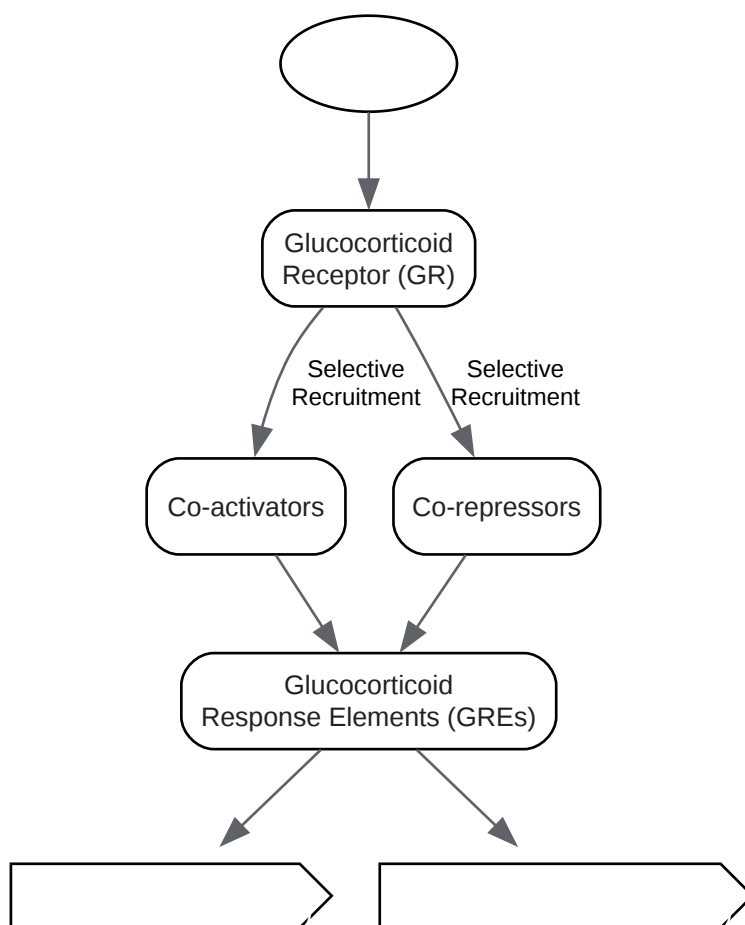 Glucocorticoid
Receptor (GR)
Selective
Recruitment
Selective
Recruitment
Co-activators
Co-repressors
Glucocorticoid
Response Elements (GREs)